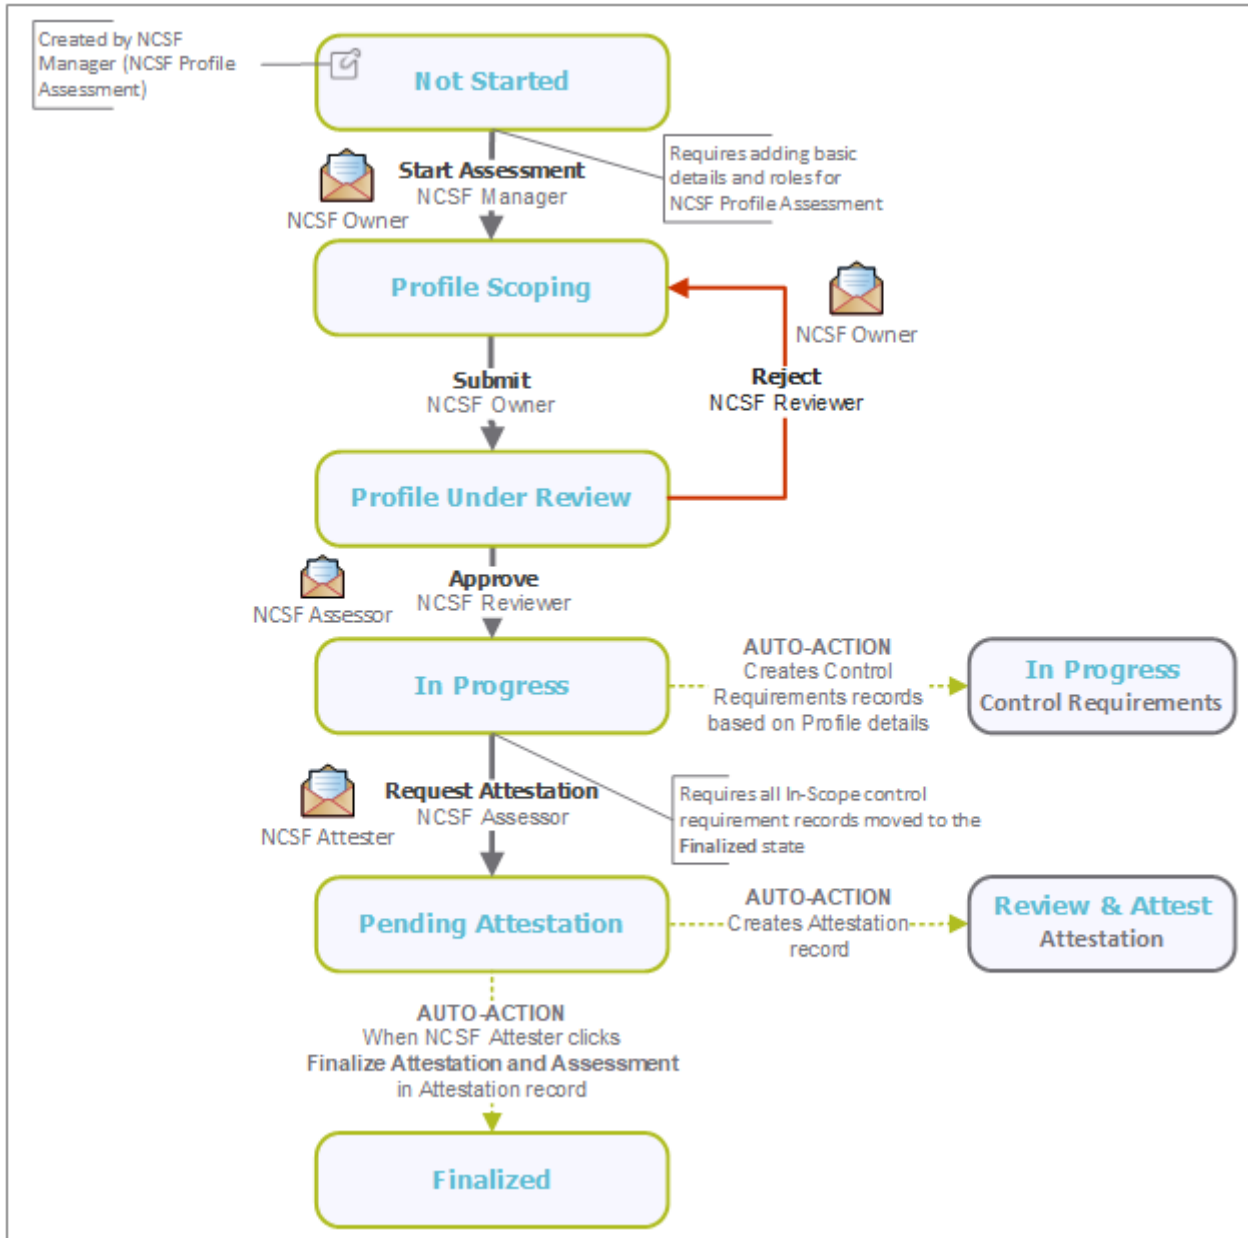 Created by NCSF
Manager (NCSF Profile
Assessment)
Not Started
Requires adding basic
details and roles for
NCSF Profile Assessment
Start Assessment
NCSF Manager
NCSF Owner
Profile Scoping
NCSF Owner
Submit
NCSF Owner
Reject
NCSF Reviewer
Profile Under Review
Approve
NCSF Reviewer
NCSF Assessor
In Progress
AUTO-ACTION
Creates Control
Requirements records
based on Profile details
In Progress
Control Requirements
Request Attestation
NCSF Assessor
NCSF Attester
Requires all In-Scope control
requirement records moved to the
Finalized state
Pending Attestation
AUTO-ACTION
Creates Attestation
record
Review & Attest
Attestation
AUTO-ACTION
When NCSF Attester clicks
Finalize Attestation and Assessment
in Attestation record
Finalized